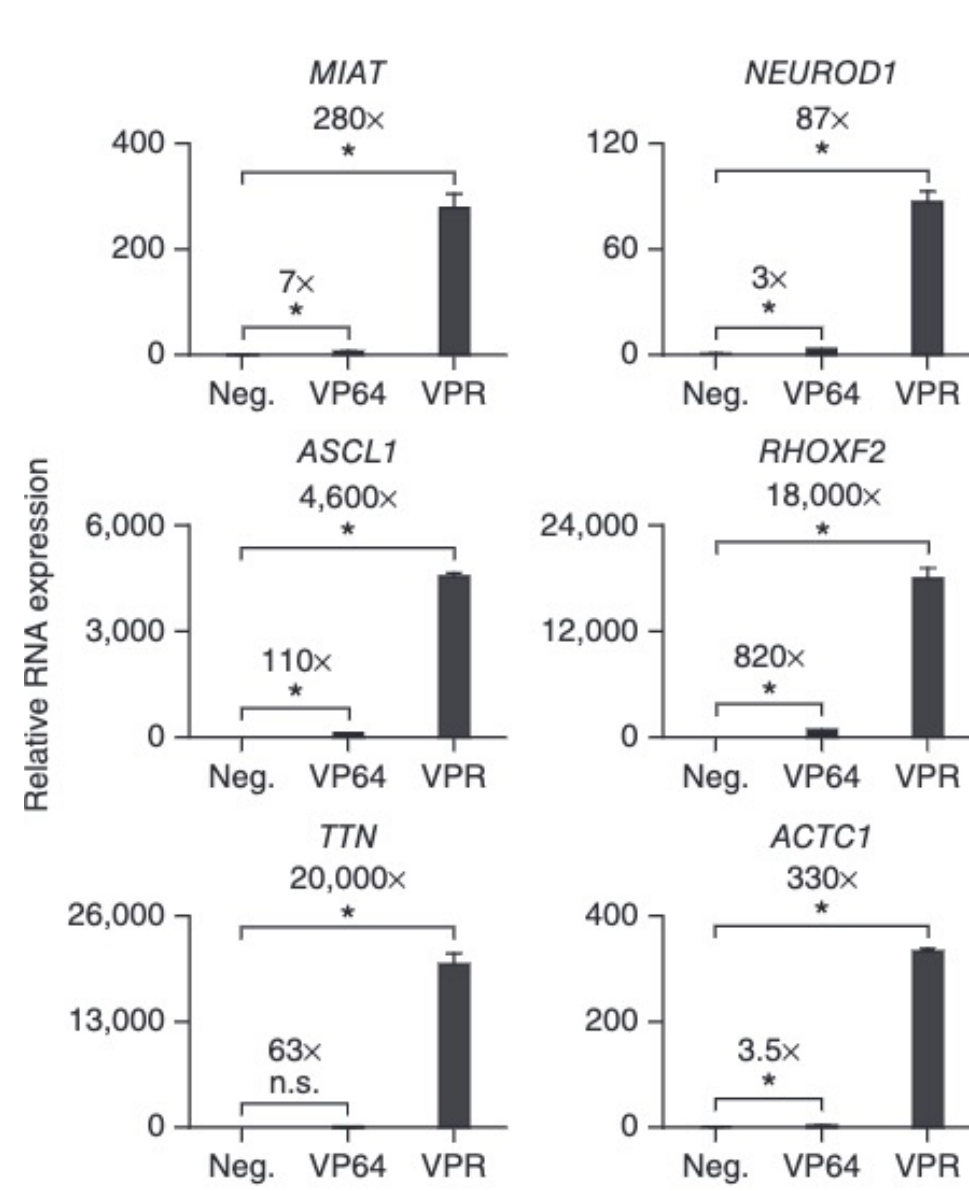 MIAT
280×
*
400
200
0
7×
*
Neg. VP64 VPR
NEUROD1
87×
*
120
60
0
3×
*
Neg. VP64 VPR
Relative RNA expression
ASCL1
4,600×
*
6,000
3,000
0
110×
*
Neg. VP64 VPR
RHOXF2
18,000×
*
24,000
12,000
0
820×
*
Neg. VP64 VPR
TTN
20,000×
*
26,000
13,000
0
63×
n.s.
Neg. VP64 VPR
ACTC1
330×
*
400
200
0
3.5×
*
Neg. VP64 VPR